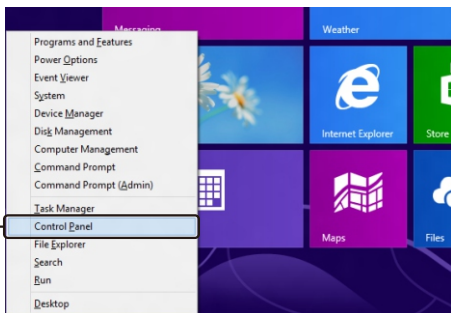 Messaging
Weather
Programs and Features
Power Options
Event Viewer
System
Device Manager
Disk Management
Computer Management
Command Prompt
Command Prompt (Admin)
Task Manager
Control Panel
File Explorer
Search
Run
Desktop
Internet Explorer
Store
Maps
Files